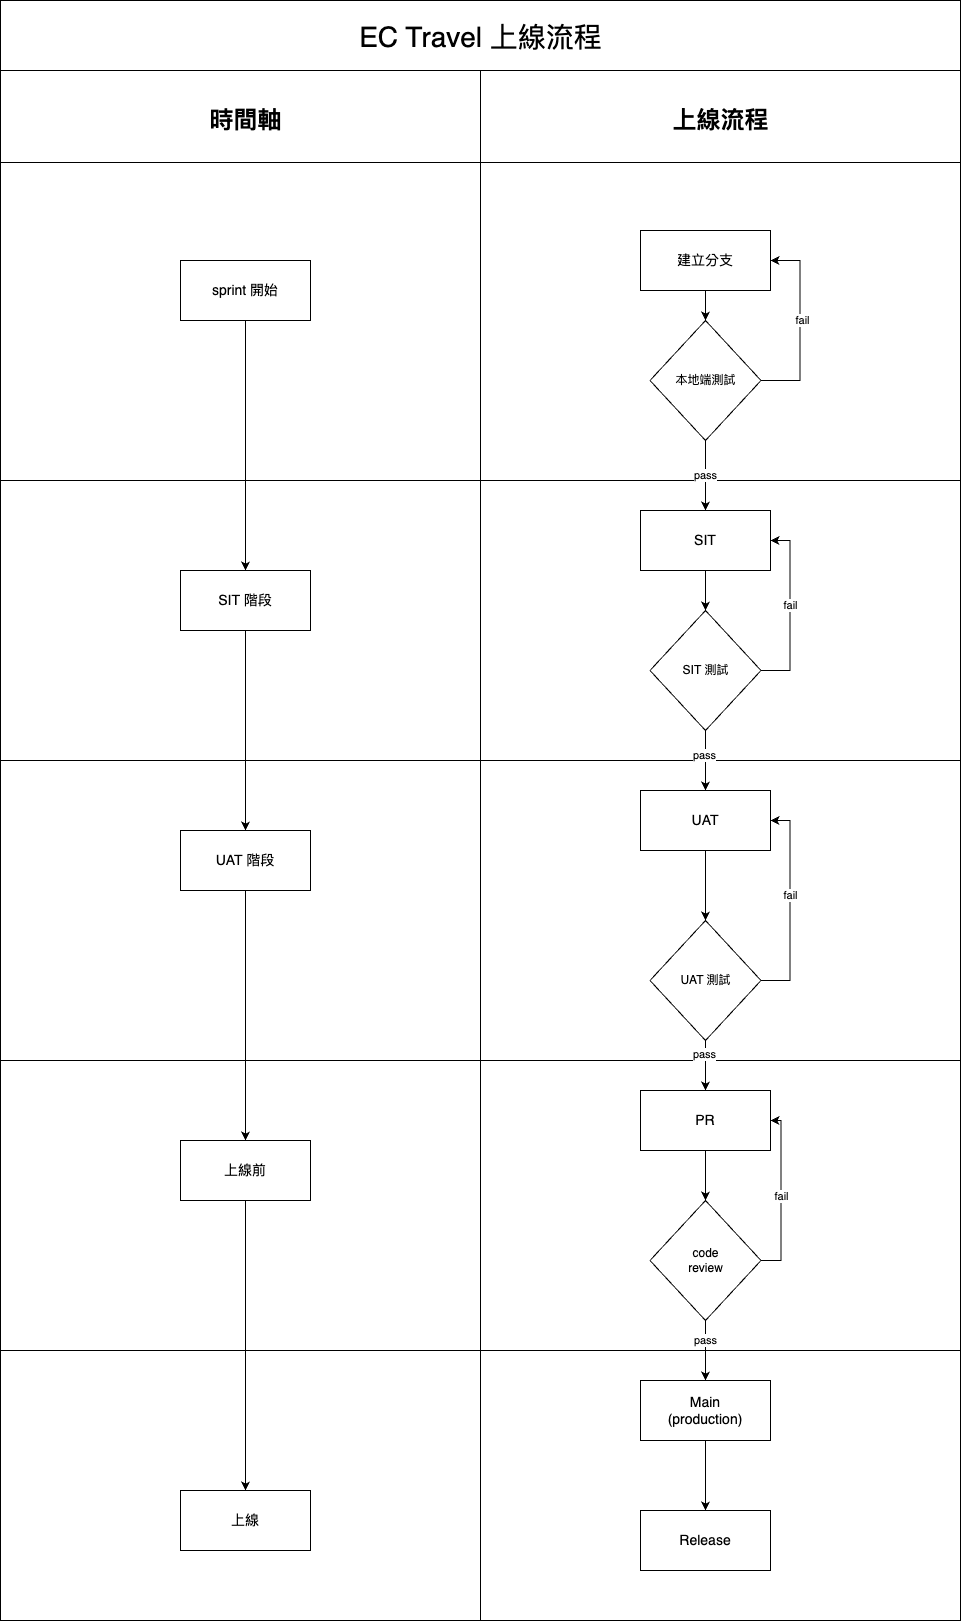 EC Travel 上線流程
時間軸
上線流程
sprint 開始
建立分支
fail
本地端測試
pass
SIT 階段
SIT
fail
SIT 測試
pass
UAT 階段
UAT
fail
UAT 測試
pass
上線前
PR
fail
code
review
pass
上線
Main
(production)
Release